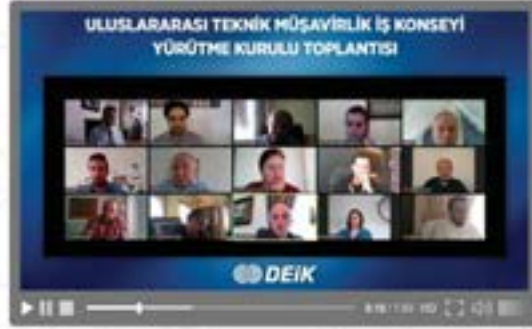 ULUSLARARASI TEKNİK MÜŞAVİRLİK İŞ KONSEYİ
YÜRÜTME KURULU TOPLANTISI
DEİK
HD